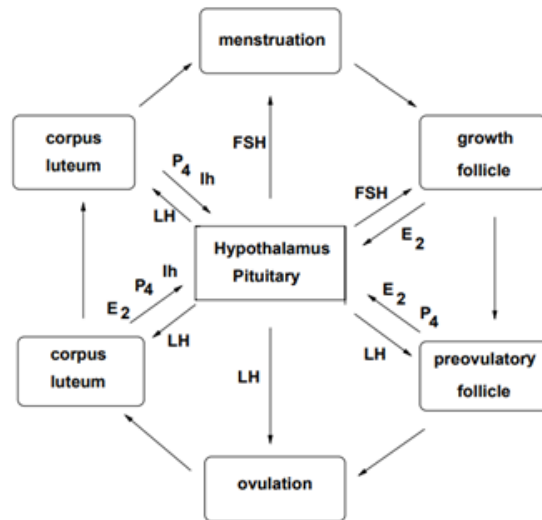 menstruation
corpus
luteum
growth
follicle
FSH
P4 Ih
LH
FSH
E2
Hypothalamus
Pituitary
E2 P4 Ih
LH
E2 P4
LH
LH
corpus
luteum
preovulatory
follicle
ovulation